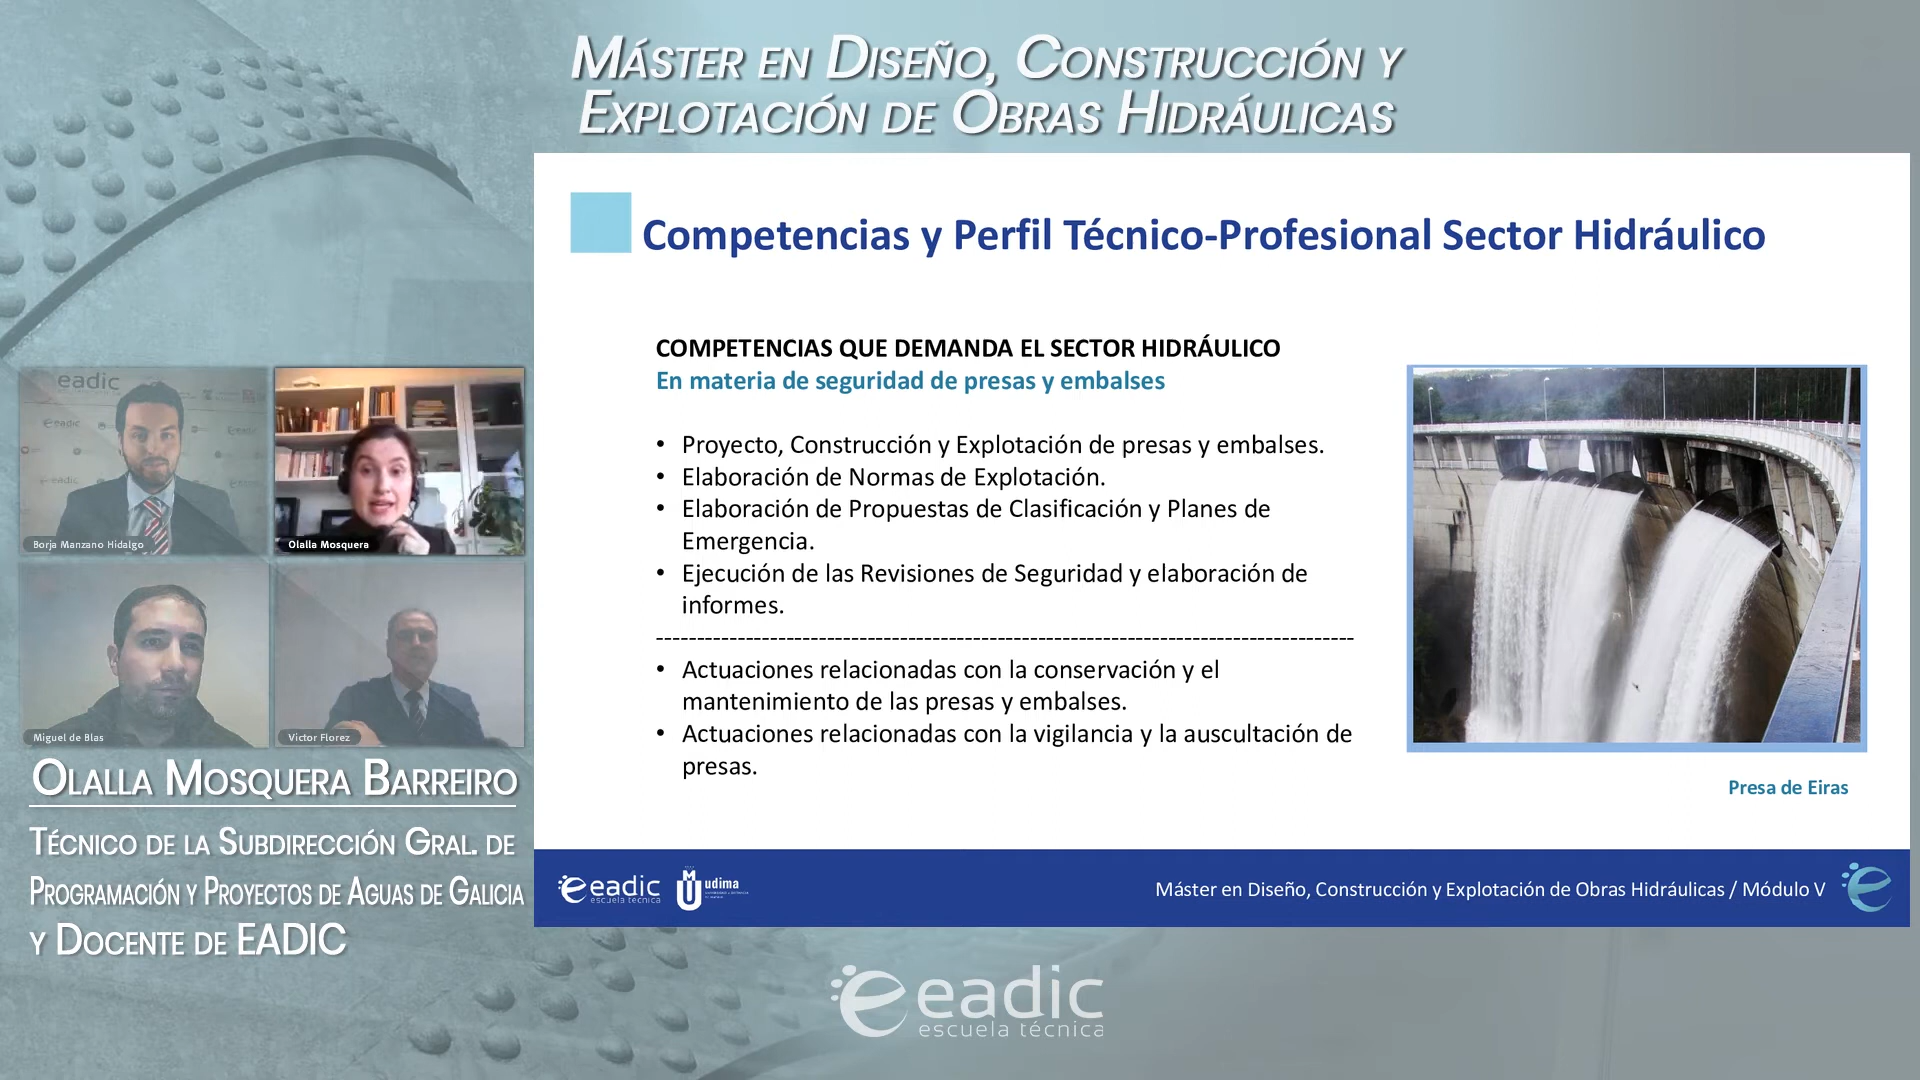 Máster en Diseño, Construcción y
Explotación de Obras Hidráulicas
Competencias y Perfil Técnico-Profesional Sector Hidráulico
COMPETENCIAS QUE DEMANDA EL SECTOR HIDRÁULICO
En materia de seguridad de presas y embalses
• Proyecto, Construcción y Explotación de presas y embalses.
• Elaboración de Normas de Explotación.
• Elaboración de Propuestas de Clasificación y Planes de
Emergencia.
• Ejecución de las Revisiones de Seguridad y elaboración de
informes.
• Actuaciones relacionadas con la conservación y el
mantenimiento de las presas y embalses.
• Actuaciones relacionadas con la vigilancia y la auscultación de
presas.
Presa de Eiras
eadic
Borja Manzano Hidalgo
Olalla Mosquera
Miguel de Blas
Victor Florez
Olalla Mosquera Barreiro
Técnico de la Subdirección Gral. de
Programación y Proyectos de Aguas de Galicia
y Docente de EADIC
eadic
escuela técnica
udima
Máster en Diseño, Construcción y Explotación de Obras Hidráulicas / Módulo V
eadic
escuela técnica